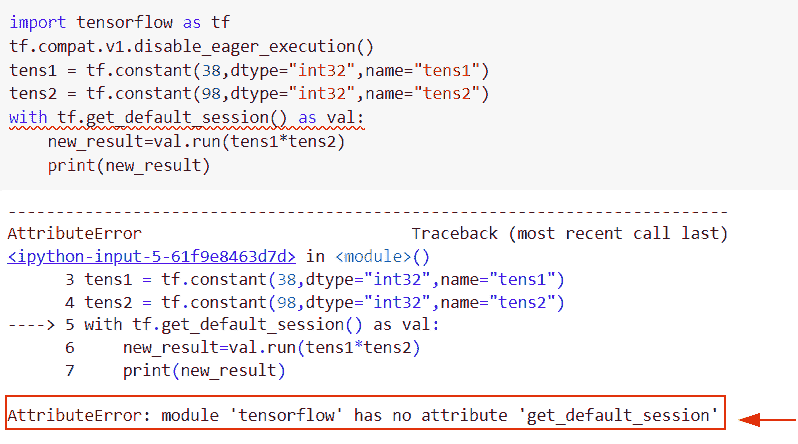 import tensorflow as tf
tf.compat.v1.disable_eager_execution()
tens1 = tf.constant(38,dtype="int32",name="tens1")
tens2 = tf.constant(98,dtype="int32",name="tens2")
with tf.get_default_session() as val:
    new_result=val.run(tens1*tens2)
    print(new_result)
---------------------------------------------------------------------------
AttributeError                            Traceback (most recent call last)
<ipython-input-5-61f9e8463d7d> in <module>()
      3 tens1 = tf.constant(38,dtype="int32",name="tens1")
      4 tens2 = tf.constant(98,dtype="int32",name="tens2")
----> 5 with tf.get_default_session() as val:
      6     new_result=val.run(tens1*tens2)
      7     print(new_result)
AttributeError: module 'tensorflow' has no attribute 'get_default_session'